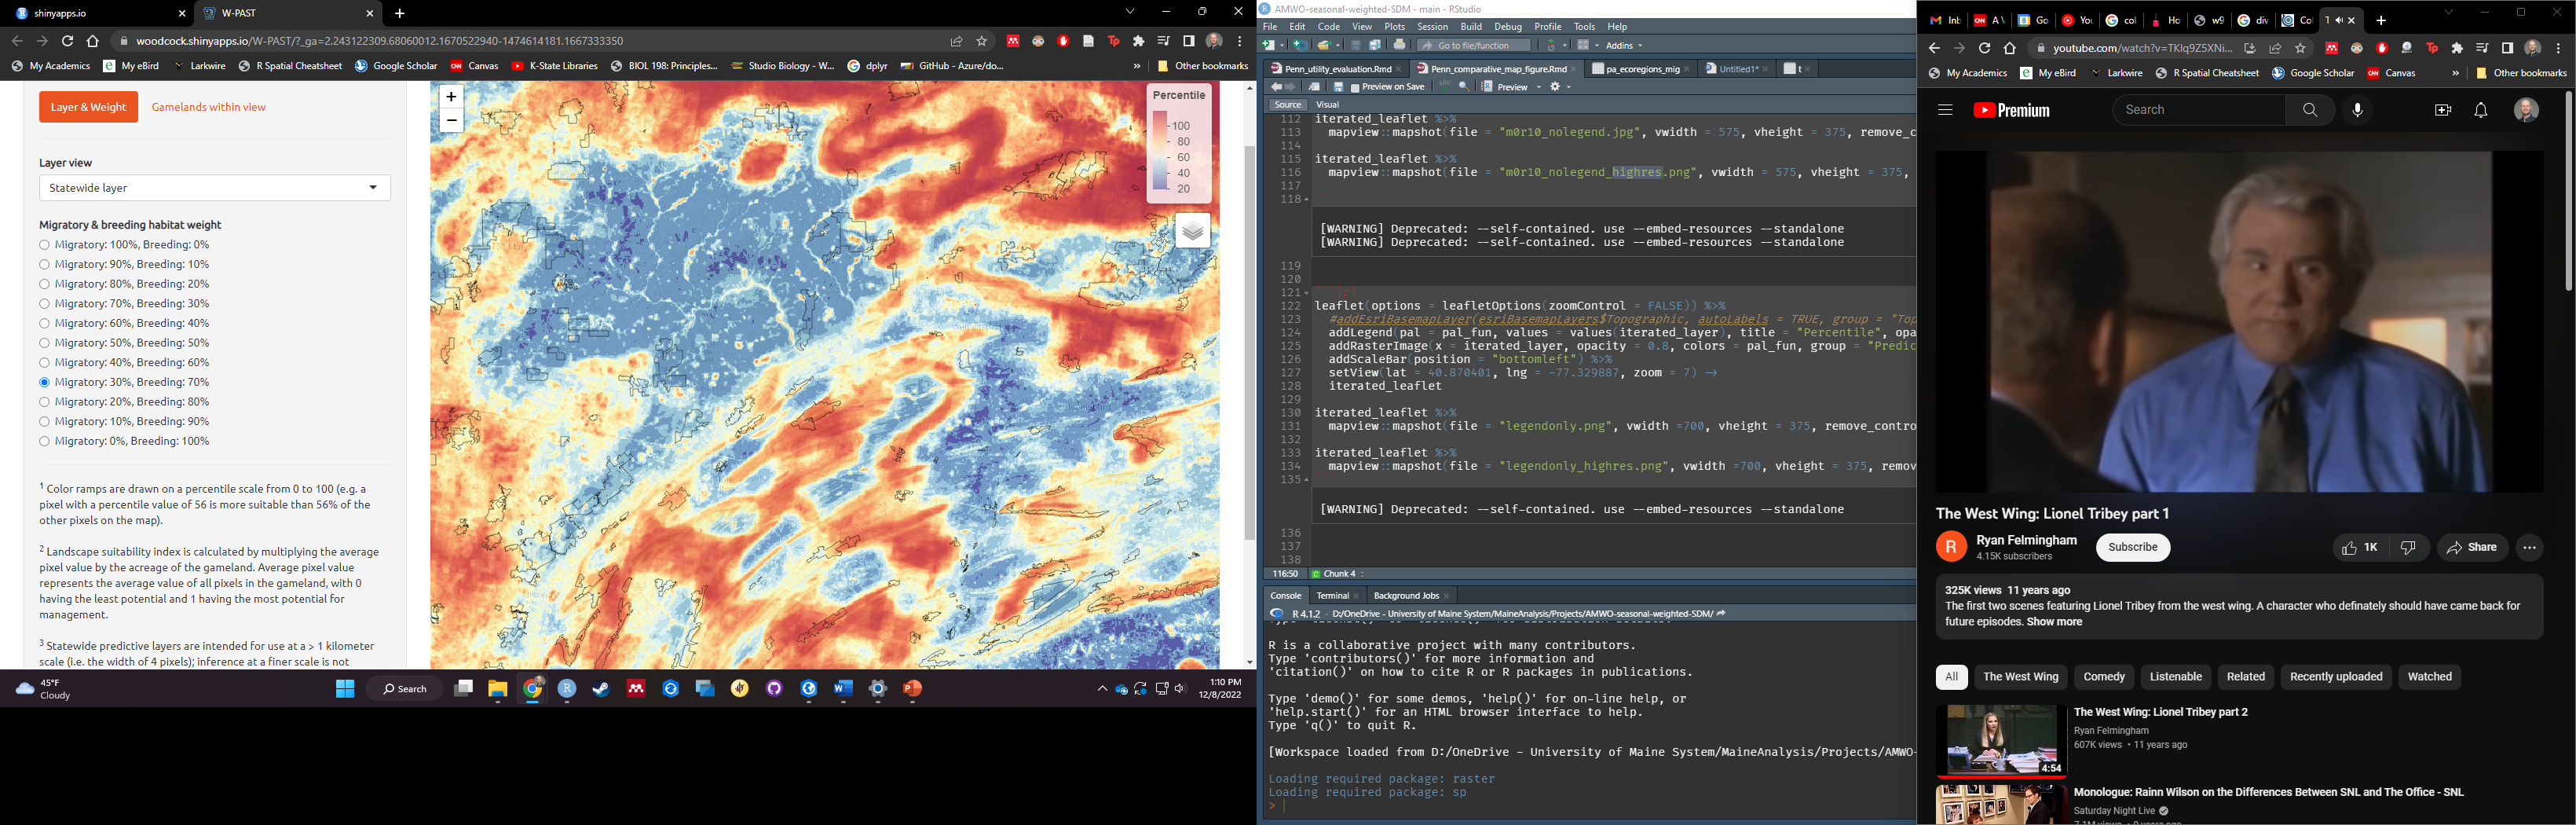 shinyapps.io
W-PAST
woodcock.shinyapps.io/W-PAST/?_ga=2.243122309.68060012.1670522940-1474614181.1667333350
My Academics
My eBird
Larkwire
R Spatial Cheatsheet
Google Scholar
Canvas
K-State Libraries
BIOL 198: Principles...
Studio Biology - W...
dplyr
GitHub - Azure/do...
Other bookmarks
Layer & Weight
Gamelands within view
Layer view
Statewide layer
Migratory & breeding habitat weight
Migratory: 100%, Breeding: 0%
Migratory: 90%, Breeding: 10%
Migratory: 80%, Breeding: 20%
Migratory: 70%, Breeding: 30%
Migratory: 60%, Breeding: 40%
Migratory: 50%, Breeding: 50%
Migratory: 40%, Breeding: 60%
Migratory: 30%, Breeding: 70%
Migratory: 20%, Breeding: 80%
Migratory: 10%, Breeding: 90%
Migratory: 0%, Breeding: 100%
1 Color ramps are drawn on a percentile scale from 0 to 100 (e.g. a
pixel with a percentile value of 56 is more suitable than 56% of the
other pixels on the map).
2 Landscape suitability index is calculated by multiplying the average
pixel value by the acreage of the gameland. Average pixel value
represents the average value of all pixels in the gameland, with 0
having the least potential and 1 having the most potential for
management.
3 Statewide predictive layers are intended for use at a > 1 kilometer
scale (i.e. the width of 4 pixels); inference at a finer scale is not
+
−
Percentile
100
80
60
40
20
45°F
Cloudy
Search
1:10 PM
12/8/2022
AMWO-seasonal-weighted-SDM - main - RStudio
File Edit Code View Plots Session Build Debug Profile Tools Help
Go to file/function
Addins
Penn_utility_evaluation.Rmd
Penn_comparative_map_figure.Rmd
pa_ecoregions_mig
Untitled1*
t
Preview on Save
Preview
Source Visual
112 iterated_leaflet %>%
113 mapview::mapshot(file = "m0r10_nolegend.jpg", vwidth = 575, vheight = 375, remove_c
114
115 iterated_leaflet %>%
116 mapview::mapshot(file = "m0r10_nolegend_highres.png", vwidth = 575, vheight = 375,
117
118
[WARNING] Deprecated: --self-contained. use --embed-resources --standalone
[WARNING] Deprecated: --self-contained. use --embed-resources --standalone
119
120
121
122 leaflet(options = leafletOptions(zoomControl = FALSE)) %>%
123 #addEsriBasemapLayer(esriBasemapLayers$Topographic, autoLabels = TRUE, group = "Top
124 addLegend(pal = pal_fun, values = values(iterated_layer), title = "Percentile", opa
125 addRasterImage(x = iterated_layer, opacity = 0.8, colors = pal_fun, group = "Predic
126 addScaleBar(position = "bottomleft") %>%
127 setView(lat = 40.870401, lng = -77.329887, zoom = 7) ->
128 iterated_leaflet
129
130 iterated_leaflet %>%
131 mapview::mapshot(file = "legendonly.png", vwidth =700, vheight = 375, remove_contro
132
133 iterated_leaflet %>%
134 mapview::mapshot(file = "legendonly_highres.png", vwidth =700, vheight = 375, remov
135
[WARNING] Deprecated: --self-contained. use --embed-resources --standalone
136
137
138
116:50 Chunk 4
Console Terminal Background Jobs
R 4.1.2 · D:/OneDrive - University of Maine System/MaineAnalysis/Projects/AMWO-seasonal-weighted-SDM/
R is a collaborative project with many contributors.
Type 'contributors()' for more information and
'citation()' on how to cite R or R packages in publications.
Type 'demo()' for some demos, 'help()' for on-line help, or
'help.start()' for an HTML browser interface to help.
Type 'q()' to quit R.
[Workspace loaded from D:/OneDrive - University of Maine System/MaineAnalysis/Projects/AMWO-
Loading required package: raster
Loading required package: sp
>
Inb
A V
Go
You
col
Ho
w9
div
Co
youtube.com/watch?v=TKIq9Z5XNi...
My Academics
My eBird
Larkwire
R Spatial Cheatsheet
Google Scholar
Canvas
Other bookmarks
Premium
Search
The West Wing: Lionel Tribey part 1
R
Ryan Felmingham
4.15K subscribers
Subscribe
1K
Share
325K views 11 years ago
The first two scenes featuring Lionel Tribey from the west wing. A character who definately should have came back for
future episodes. Show more
All
The West Wing
Comedy
Listenable
Related
Recently uploaded
Watched
The West Wing: Lionel Tribey part 2
Ryan Felmingham
607K views • 11 years ago
4:54
Monologue: Rainn Wilson on the Differences Between SNL and The Office - SNL
Saturday Night Live